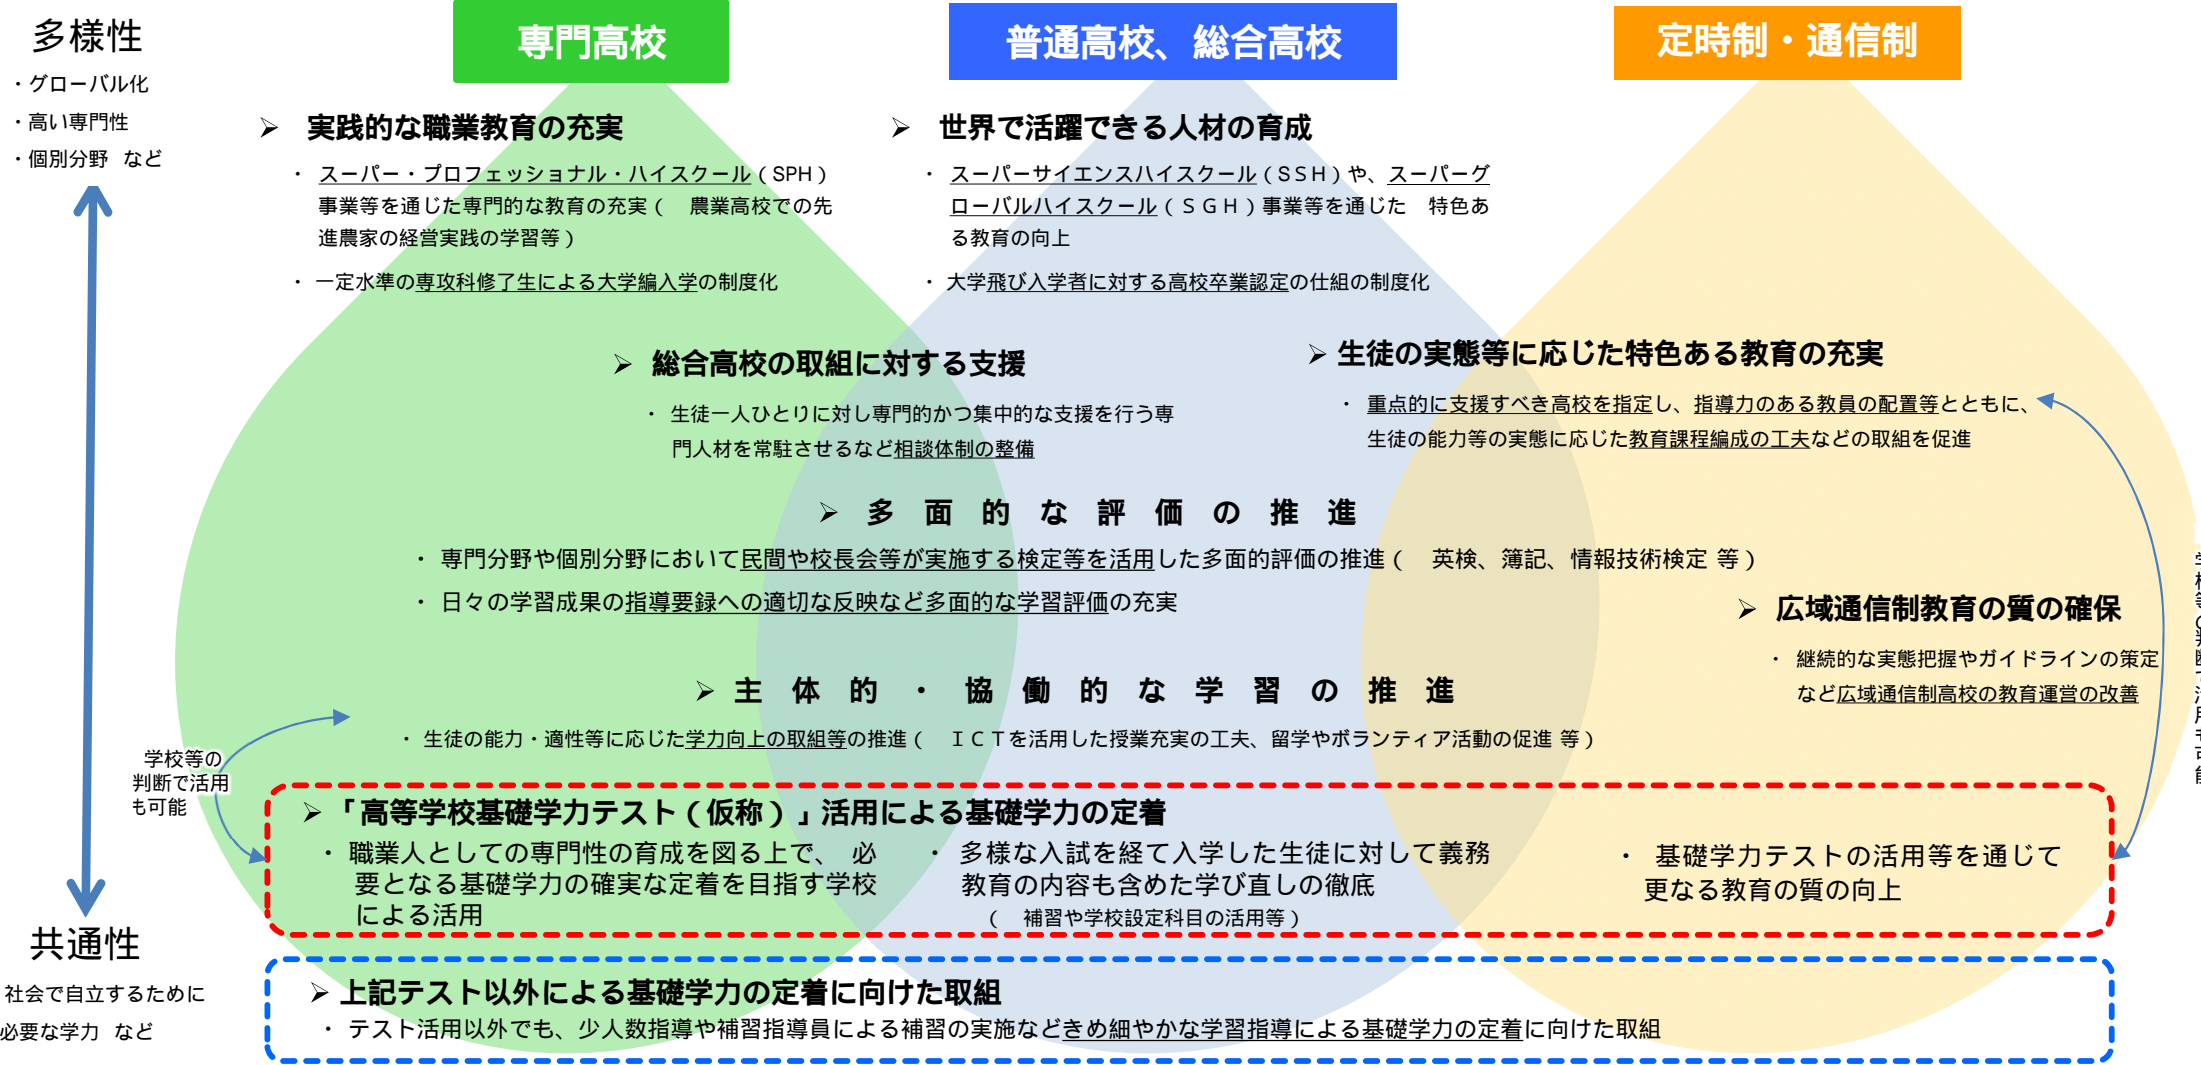 多様性
・グローバル化
・高い専門性
・個別分野 など
専門高校
普通高校、総合高校
定時制・通信制
➢ 実践的な職業教育の充実
・ スーパー・プロフェッショナル・ハイスクール(SPH)
事業等を通じた専門的な教育の充実( 農業高校での先
進農家の経営実践の学習等)
・ 一定水準の専攻科修了生による大学編入学の制度化
➢ 世界で活躍できる人材の育成
・ スーパーサイエンスハイスクール(SSH)や、スーパーグ
ローバルハイスクール(SGH)事業等を通じた 特色あ
る教育の向上
・ 大学飛び入学者に対する高校卒業認定の仕組の制度化
➢ 総合高校の取組に対する支援
・ 生徒一人ひとりに対し専門的かつ集中的な支援を行う専
門人材を常駐させるなど相談体制の整備
➢ 生徒の実態等に応じた特色ある教育の充実
・ 重点的に支援すべき高校を指定し、指導力のある教員の配置等とともに、
生徒の能力等の実態に応じた教育課程編成の工夫などの取組を促進
➢ 多面的な評価の推進
・ 専門分野や個別分野において民間や校長会等が実施する検定等を活用した多面的評価の推進( 英検、簿記、情報技術検定 等)
・ 日々の学習成果の指導要録への適切な反映など多面的な学習評価の充実
➢ 広域通信制教育の質の確保
・ 継続的な実態把握やガイドラインの策定
など広域通信制高校の教育運営の改善
➢ 主体的・協働的な学習の推進
・ 生徒の能力・適性等に応じた学力向上の取組等の推進( ICTを活用した授業充実の工夫、留学やボランティア活動の促進 等)
学校等の
判断で活用
も可能
➢ 「高等学校基礎学力テスト(仮称)」活用による基礎学力の定着
・ 職業人としての専門性の育成を図る上で、 必
要となる基礎学力の確実な定着を目指す学校
による活用
・ 多様な入試を経て入学した生徒に対して義務
教育の内容も含めた学び直しの徹底
( 補習や学校設定科目の活用等)
・ 基礎学力テストの活用等を通じて
更なる教育の質の向上
共通性
社会で自立するために
必要な学力 など
➢ 上記テスト以外による基礎学力の定着に向けた取組
・ テスト活用以外でも、少人数指導や補習指導員による補習の実施などきめ細やかな学習指導による基礎学力の定着に向けた取組